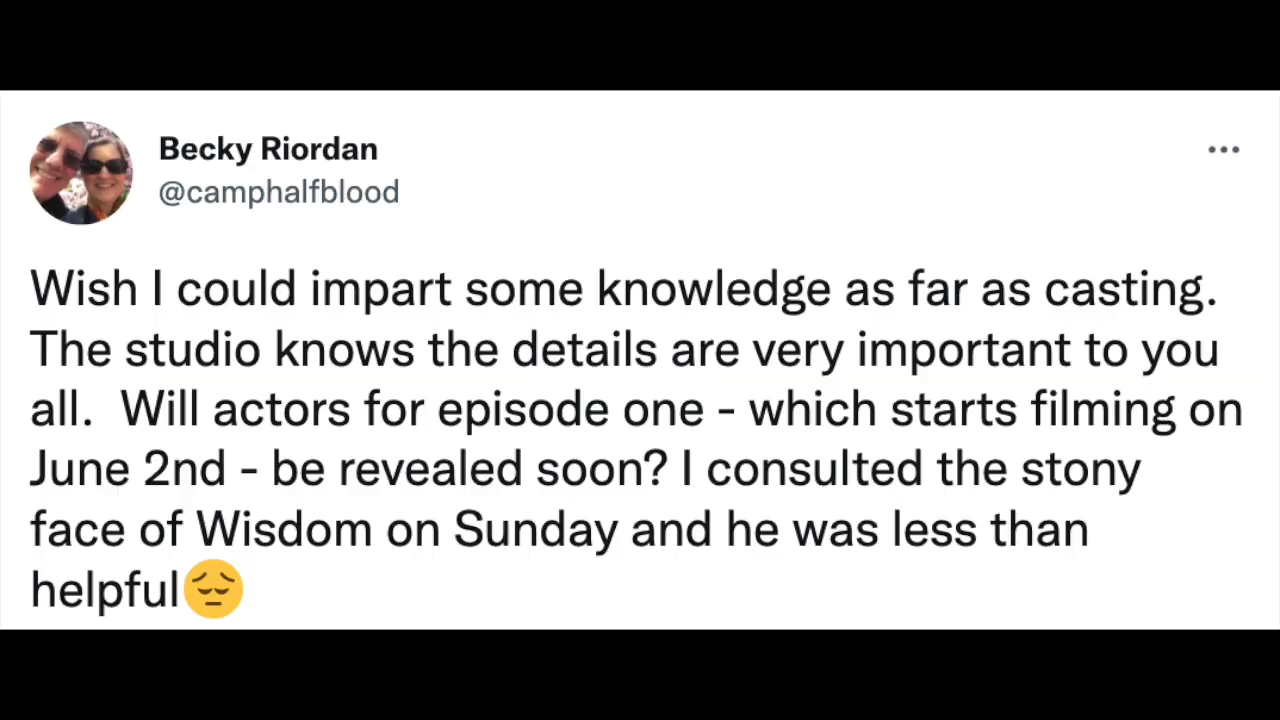 Becky Riordan
@camphalfblood
Wish I could impart some knowledge as far as casting.
The studio knows the details are very important to you
all.  Will actors for episode one - which starts filming on
June 2nd - be revealed soon? I consulted the stony
face of Wisdom on Sunday and he was less than
helpful😔